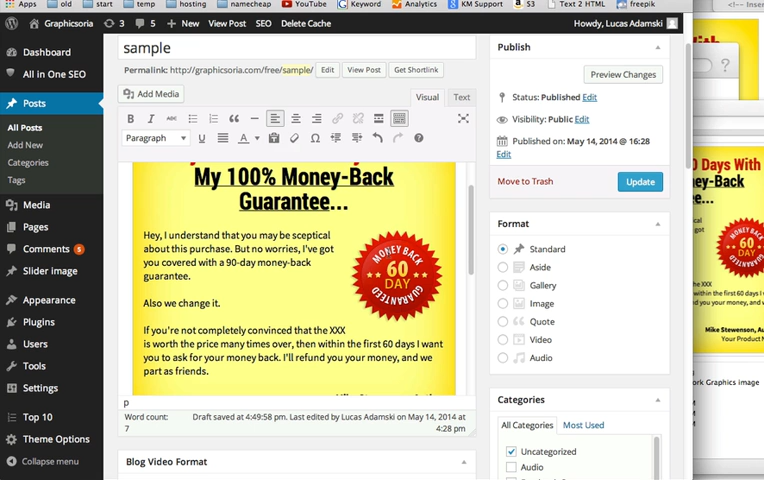 Apps old start temp hosting namecheap YouTube Keyword Analytics KM Support S3 Text 2 HTML freepik
Graphicsoria 3 5 New View Post SEO Delete Cache Howdy, Lucas Adamski
Dashboard
All in One SEO
Posts
All Posts
Add New
Categories
Tags
Media
Pages
Comments 5
Slider image
Appearance
Plugins
Users
Tools
Settings
Top 10
Theme Options
Collapse menu
sample
Permalink: http://graphicsoria.com/free/sample/ Edit View Post Get Shortlink
Add Media
Visual Text
B I ABC
Paragraph U A
My 100% Money-Back
Guarantee...
Hey, I understand that you may be sceptical
about this purchase. But no worries, I've got
you covered with a 90-day money-back
guarantee.
Also we change it.
If you're not completely convinced that the XXX
is worth the price many times over, then within the first 60 days I want
you to ask for your money back. I'll refund you your money, and we
part as friends.
MONEY BACK
60
DAY
GUARANTEED
p
Word count:
7
Draft saved at 4:49:58 pm. Last edited by Lucas Adamski on May 14, 2014 at
4:28 pm
Blog Video Format
Publish
Preview Changes
Status: Published Edit
Visibility: Public Edit
Published on: May 14, 2014 @ 16:28
Edit
Move to Trash Update
Format
Standard
Aside
Gallery
Image
Quote
Video
Audio
Categories
All Categories Most Used
Uncategorized
Audio
0 Days With
ney-Back
60
DAY
Mike Stewenson, Au
Your Product N
ork Graphics image